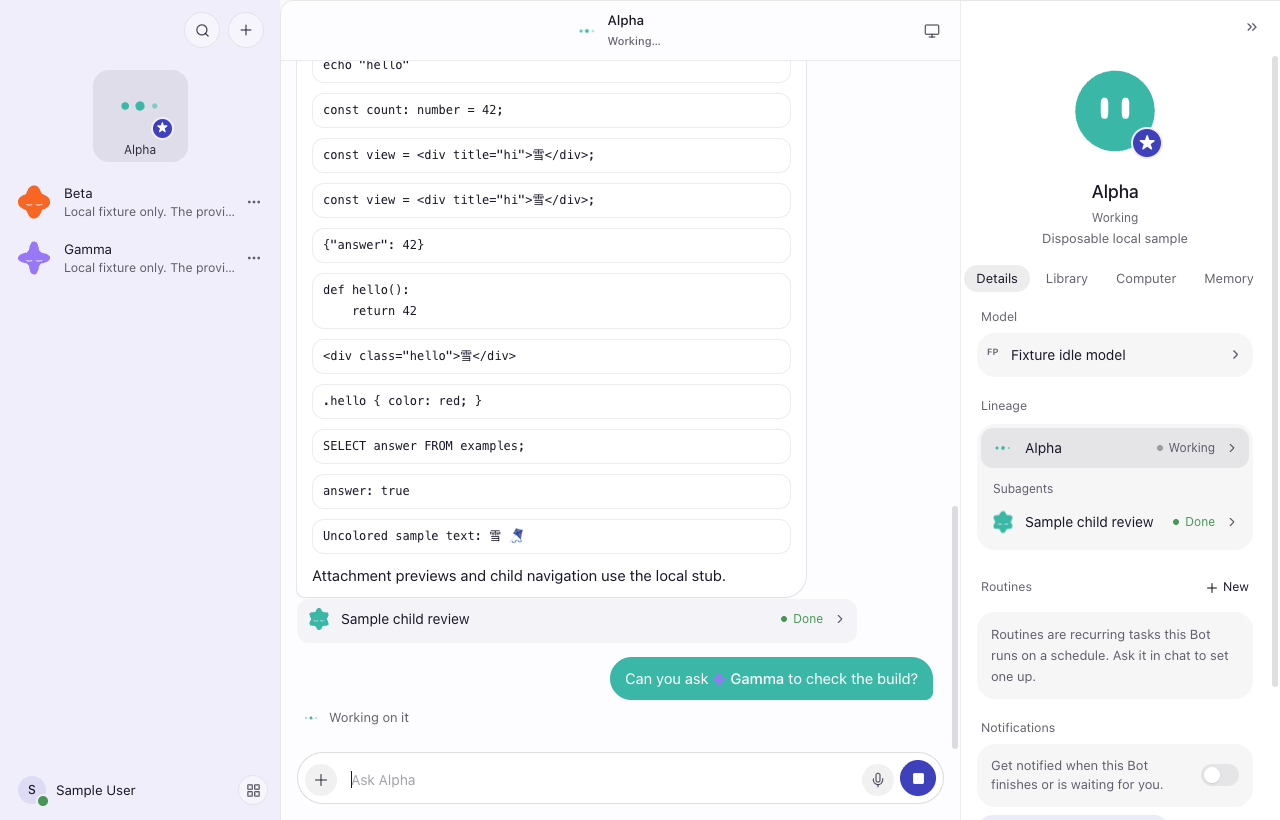 Alpha
Beta
Local fixture only. The provi...
Gamma
Local fixture only. The provi...
S
Sample User
Alpha
Working...
echo "hello"
const count: number = 42;
const view = <div title="hi">雪</div>;
const view = <div title="hi">雪</div>;
{"answer": 42}
def hello():
    return 42
<div class="hello">雪</div>
.hello { color: red; }
SELECT answer FROM examples;
answer: true
Uncolored sample text: 雪
Attachment previews and child navigation use the local stub.
Sample child review
Done
Can you ask Gamma to check the build?
Working on it
Ask Alpha
Alpha
Working
Disposable local sample
Details Library Computer Memory
Model
FP Fixture idle model
Lineage
Alpha Working
Subagents
Sample child review Done
Routines New
Routines are recurring tasks this Bot
runs on a schedule. Ask it in chat to set
one up.
Notifications
Get notified when this Bot
finishes or is waiting for you.